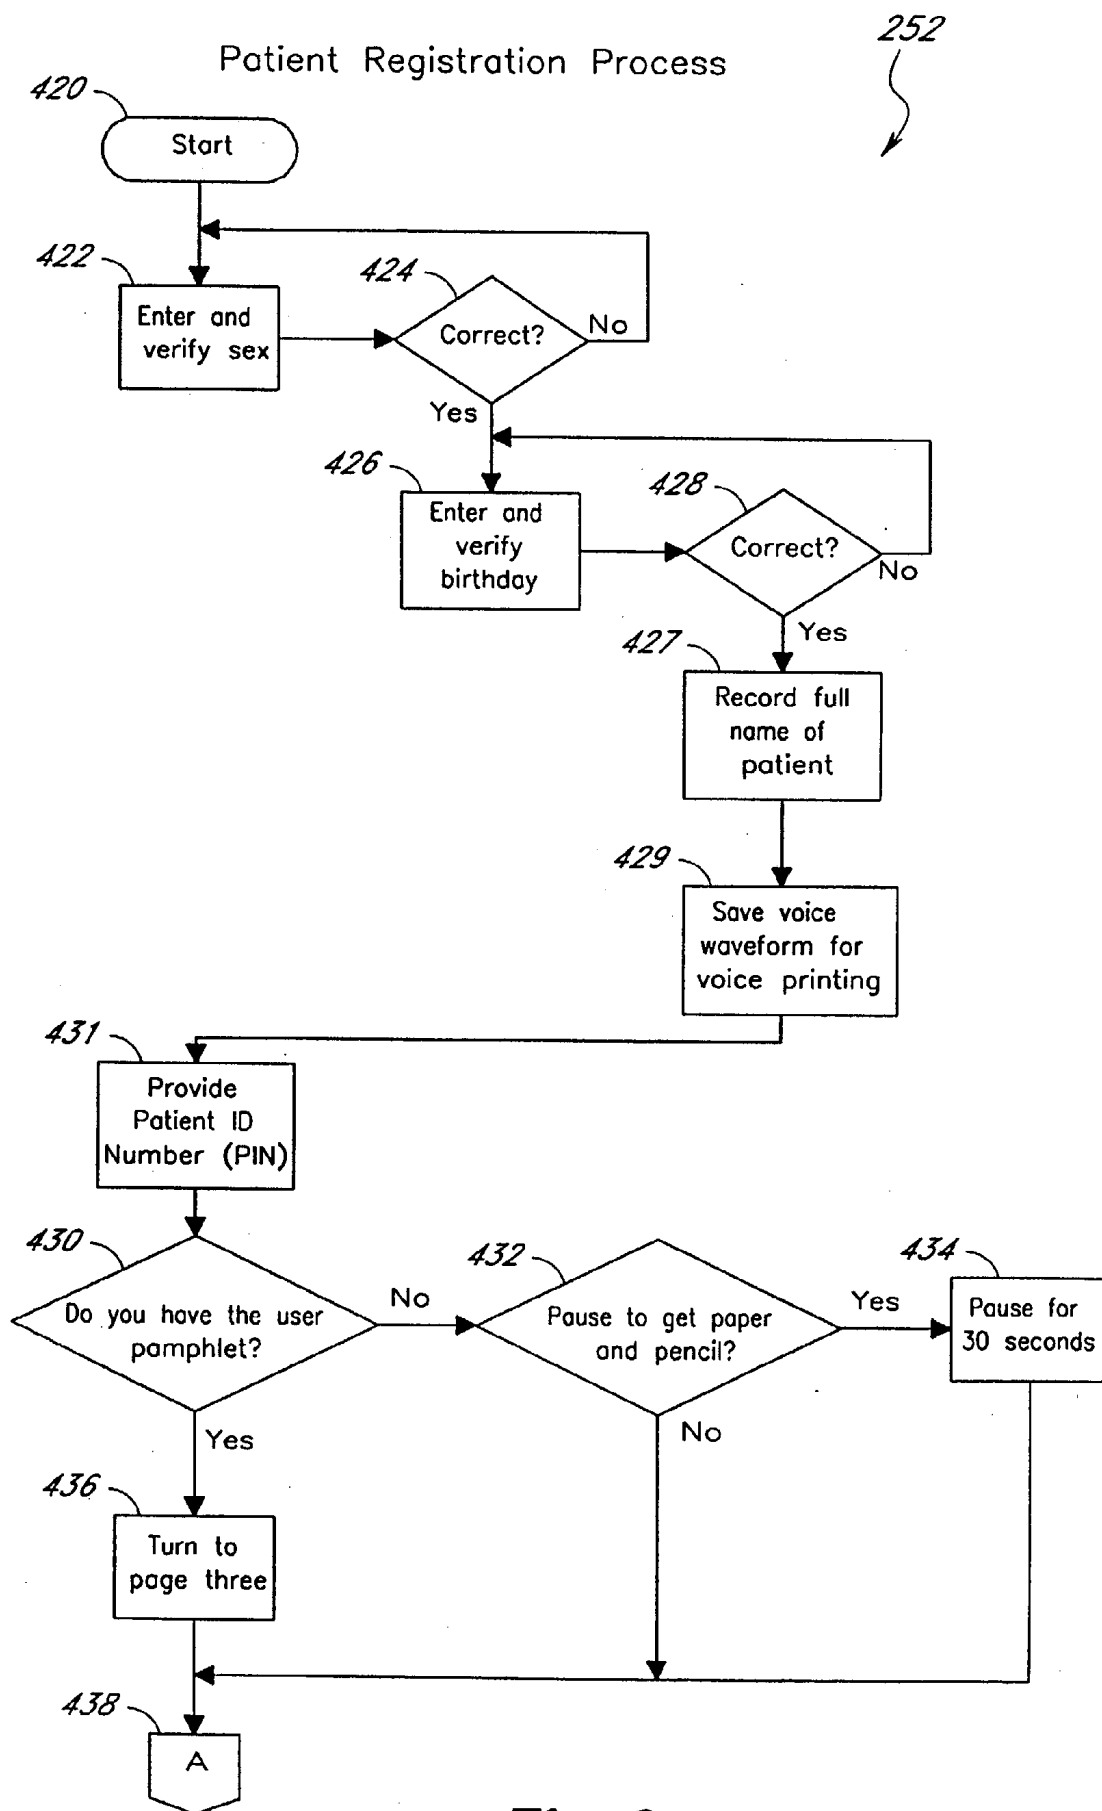 Patient Registration Process
252
420
Start
422
Enter and
verify sex
424
Correct?
No
Yes
426
Enter and
verify
birthday
428
Correct?
No
Yes
427
Record full
name of
patient
429
Save voice
waveform for
voice printing
431
Provide
Patient ID
Number (PIN)
430
Do you have the user
pamphlet?
No
432
Pause to get paper
and pencil?
Yes
434
Pause for
30 seconds
Yes
No
436
Turn to
page three
438
A